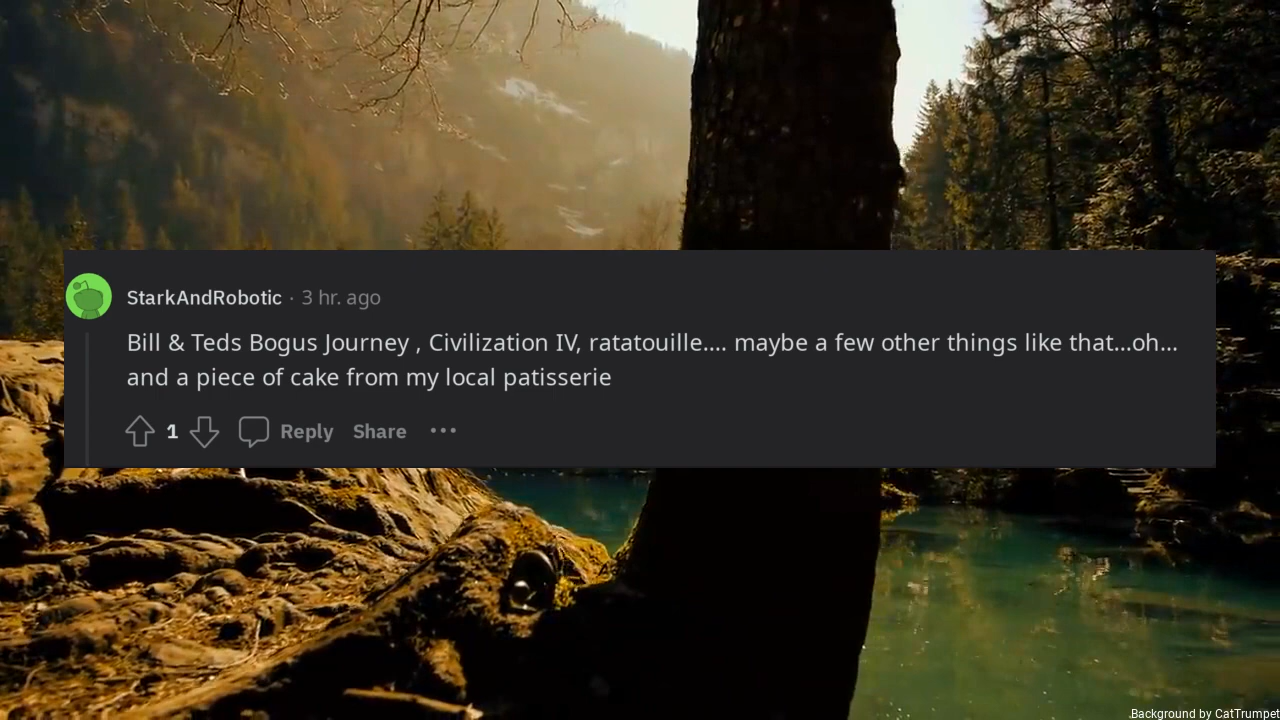 StarkAndRobotic · 3 hr. ago
Bill & Teds Bogus Journey , Civilization IV, ratatouille.... maybe a few other things like that...oh...
and a piece of cake from my local patisserie
1 Reply Share •••
Background by CatTrumpet